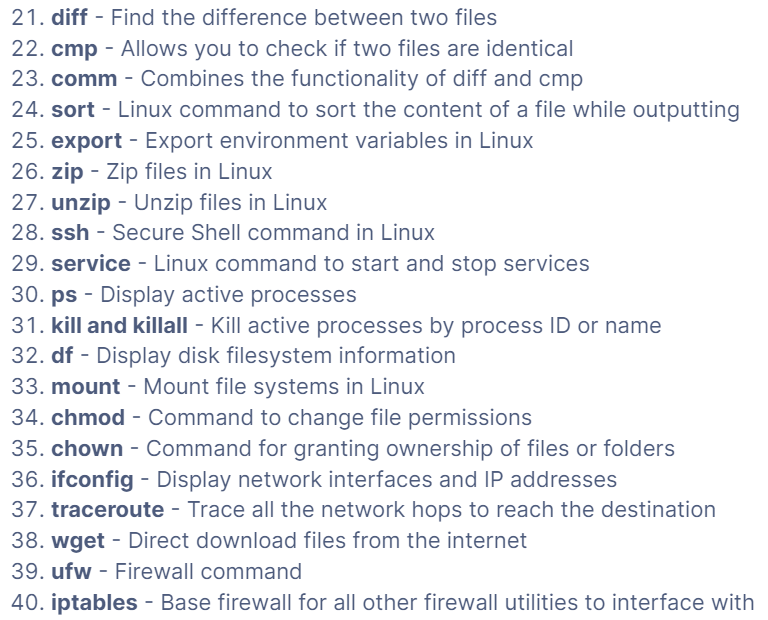 21. diff - Find the difference between two files
22. cmp - Allows you to check if two files are identical
23. comm - Combines the functionality of diff and cmp
24. sort - Linux command to sort the content of a file while outputting
25. export - Export environment variables in Linux
26. zip - Zip files in Linux
27. unzip - Unzip files in Linux
28. ssh - Secure Shell command in Linux
29. service - Linux command to start and stop services
30. ps - Display active processes
31. kill and killall - Kill active processes by process ID or name
32. df - Display disk filesystem information
33. mount - Mount file systems in Linux
34. chmod - Command to change file permissions
35. chown - Command for granting ownership of files or folders
36. ifconfig - Display network interfaces and IP addresses
37. traceroute - Trace all the network hops to reach the destination
38. wget - Direct download files from the internet
39. ufw - Firewall command
40. iptables - Base firewall for all other firewall utilities to interface with